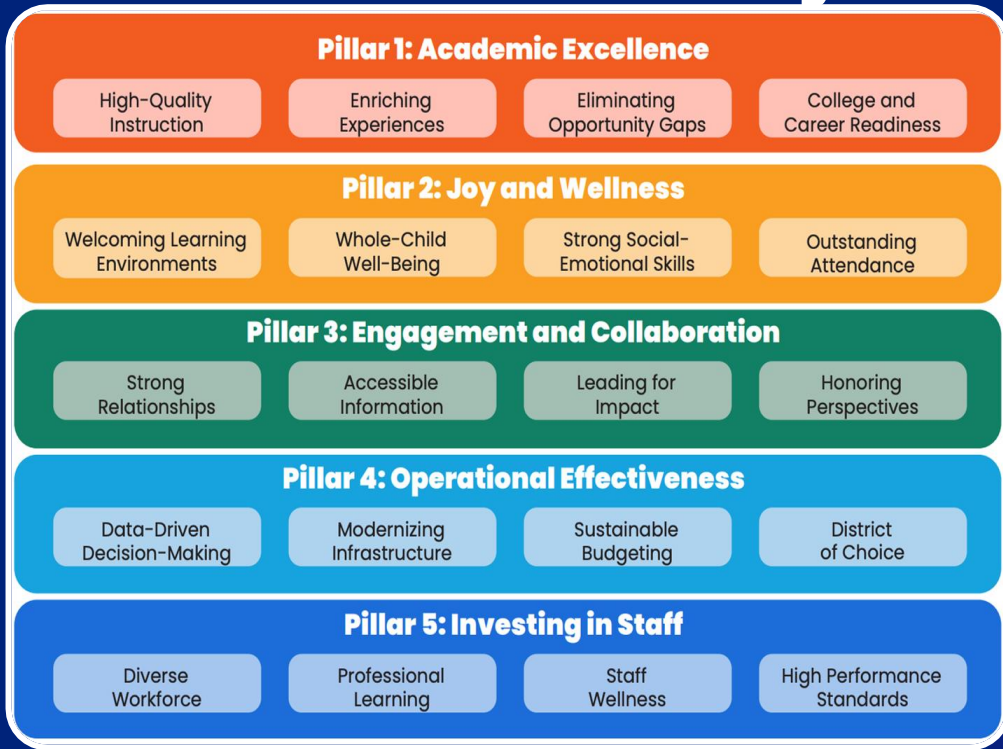 Pillar 1: Academic Excellence
High-Quality
Instruction
Enriching
Experiences
Eliminating
Opportunity Gaps
College and
Career Readiness
Pillar 2: Joy and Wellness
Welcoming Learning
Environments
Whole-Child
Well-Being
Strong Social-
Emotional Skills
Outstanding
Attendance
Pillar 3: Engagement and Collaboration
Strong
Relationships
Accessible
Information
Leading for
Impact
Honoring
Perspectives
Pillar 4: Operational Effectiveness
Data-Driven
Decision-Making
Modernizing
Infrastructure
Sustainable
Budgeting
District
of Choice
Pillar 5: Investing in Staff
Diverse
Workforce
Professional
Learning
Staff
Wellness
High Performance
Standards